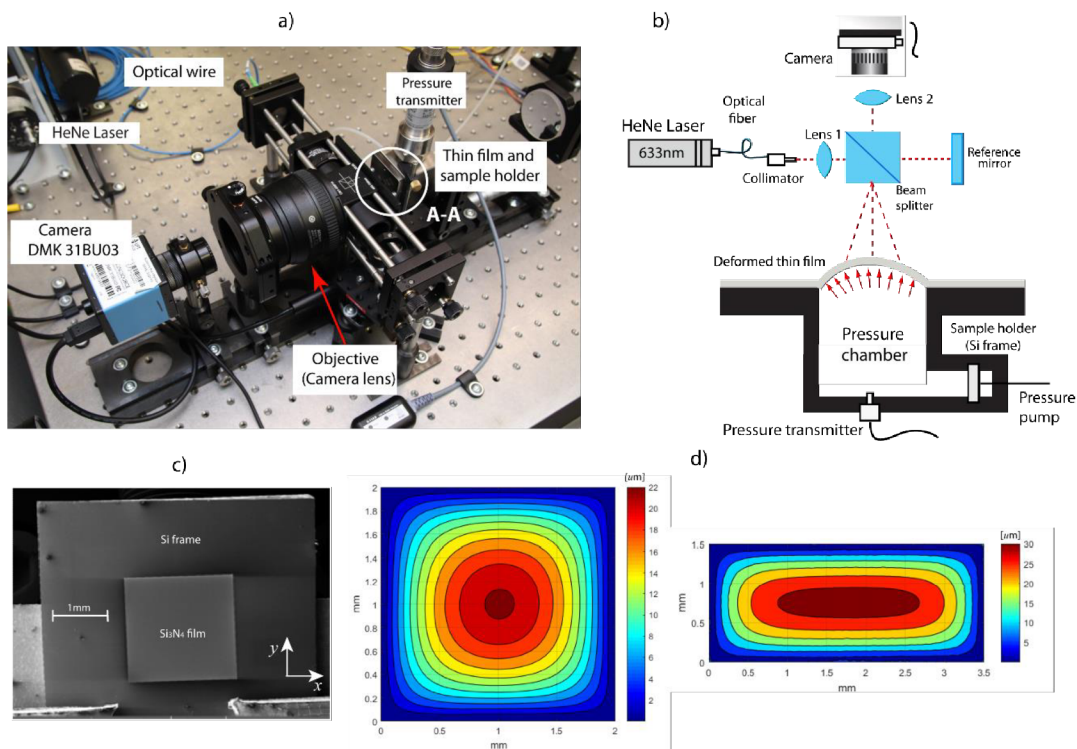 a)
Optical wire
HeNe Laser
Camera
DMK 31BU03
Pressure
transmitter
Thin film and
sample holder
A-A
Objective
(Camera lens)
b)
Camera
Lens 2
Optical
fiber
HeNe Laser
633nm
Lens 1
Collimator
Reference
mirror
Beam
splitter
Deformed thin film
Pressure
chamber
Sample holder
(Si frame)
Pressure
pump
Pressure transmitter
c)
Si frame
1mm
Si₃N₄ film
y
x
d)
[μm]
22
20
18
16
14
12
10
8
6
4
2
2
1.8
1.6
1.4
1.2
1
0.8
0.6
0.4
0.2
0
mm
0 0.5 1 1.5 2
mm
[μm]
30
25
20
15
10
5
1.5
1
0.5
0
mm
0 0.5 1 1.5 2 2.5 3 3.5
mm